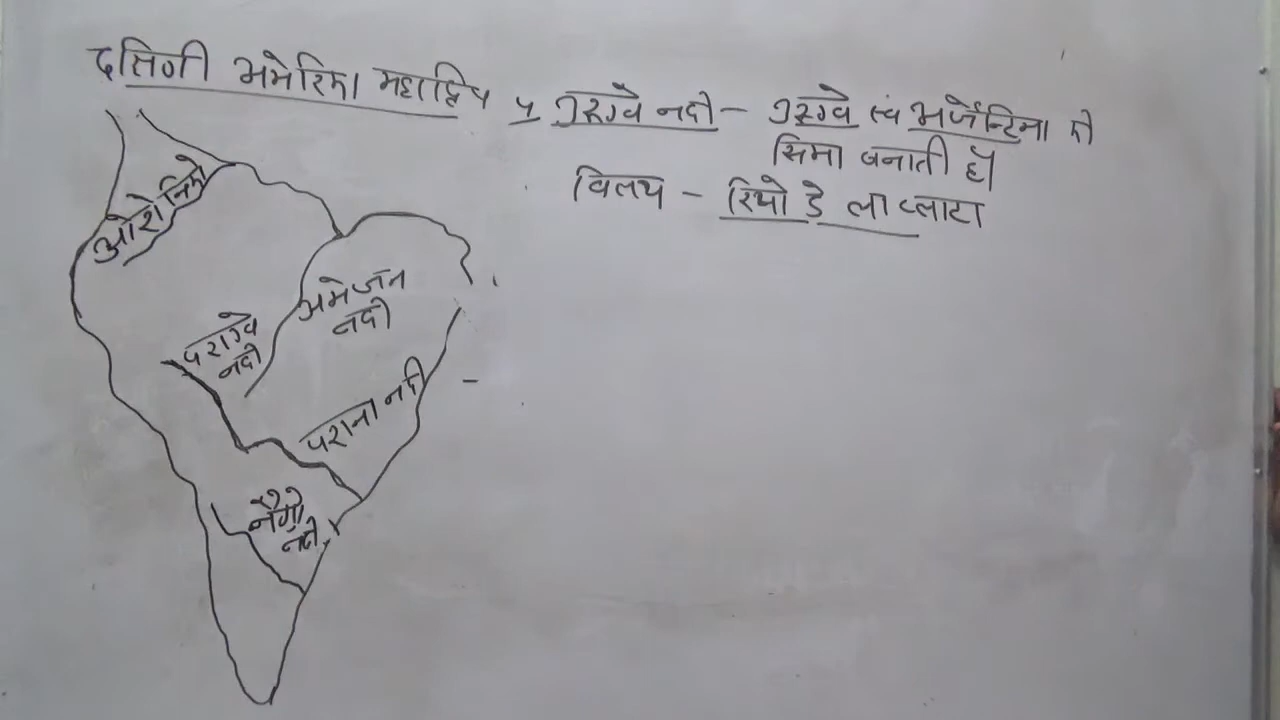 दक्षिणी अमेरिका महाद्विप
५ उरूग्वे नदी - उरूग्वे एवं अर्जेन्टिना की
सिमा बनाती है
विलय - रियो डे ला प्लाटा
ओरोनिको
अमेजन
नदी
पराग्वे
नदी
पराना नदी
नैग्रो
नदी